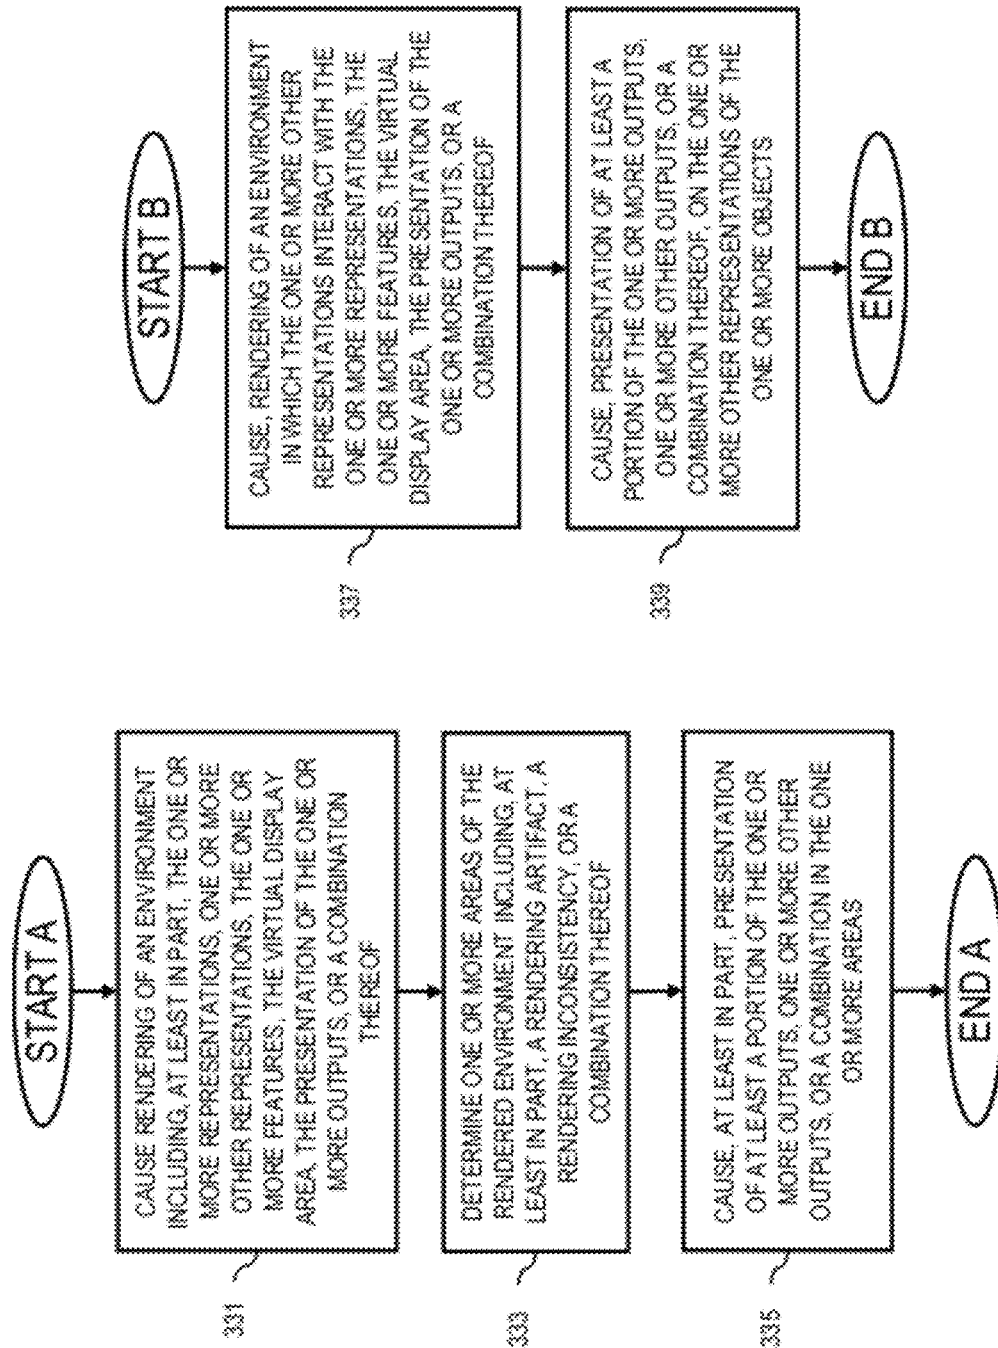 START A
331
CAUSE RENDERING OF AN ENVIRONMENT
INCLUDING, AT LEAST IN PART, THE ONE OR
MORE REPRESENTATIONS, ONE OR MORE
OTHER REPRESENTATIONS, THE ONE OR
MORE FEATURES, THE VIRTUAL DISPLAY
AREA, THE PRESENTATION OF THE ONE OR
MORE OUTPUTS, OR A COMBINATION
THEREOF
333
DETERMINE ONE OR MORE AREAS OF THE
RENDERED ENVIRONMENT INCLUDING, AT
LEAST IN PART, A RENDERING ARTIFACT, A
RENDERING INCONSISTENCY, OR A
COMBINATION THEREOF
335
CAUSE, AT LEAST IN PART, PRESENTATION
OF AT LEAST A PORTION OF THE ONE OR
MORE OUTPUTS, ONE OR MORE OTHER
OUTPUTS, OR A COMBINATION IN THE ONE
OR MORE AREAS
END A
START B
337
CAUSE, RENDERING OF AN ENVIRONMENT
IN WHICH THE ONE OR MORE OTHER
REPRESENTATIONS INTERACT WITH THE
ONE OR MORE REPRESENTATIONS, THE
ONE OR MORE FEATURES, THE VIRTUAL
DISPLAY AREA, THE PRESENTATION OF THE
ONE OR MORE OUTPUTS, OR A
COMBINATION THEREOF
339
CAUSE, PRESENTATION OF AT LEAST A
PORTION OF THE ONE OR MORE OUTPUTS,
ONE OR MORE OTHER OUTPUTS, OR A
COMBINATION THEREOF, ON THE ONE OR
MORE OTHER REPRESENTATIONS OF THE
ONE OR MORE OBJECTS
END B